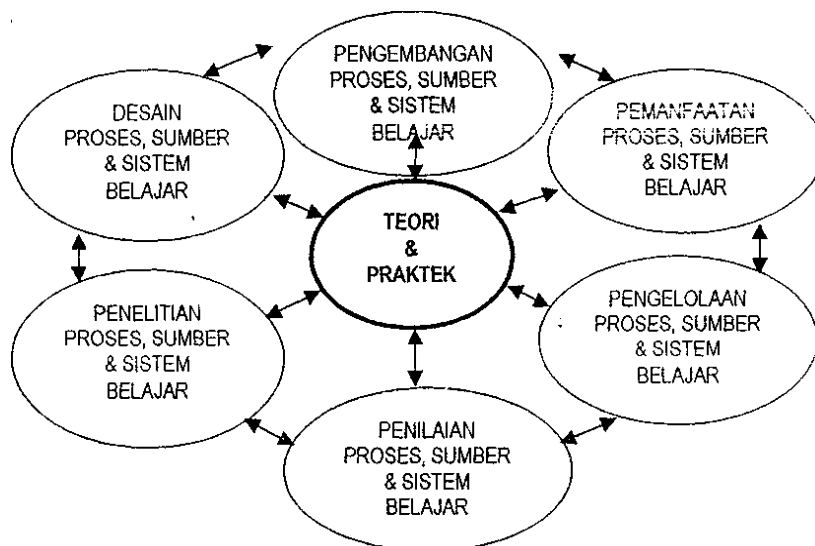 PENGEMBANGAN
PROSES, SUMBER
& SISTEM
BELAJAR
DESAIN
PROSES, SUMBER
& SISTEM
BELAJAR
PEMANFAATAN
PROSES, SUMBER
& SISTEM
BELAJAR
TEORI
&
PRAKTEK
PENELITIAN
PROSES, SUMBER
& SISTEM
BELAJAR
PENGELOLAAN
PROSES, SUMBER
& SISTEM
BELAJAR
PENILAIAN
PROSES, SUMBER
& SISTEM
BELAJAR